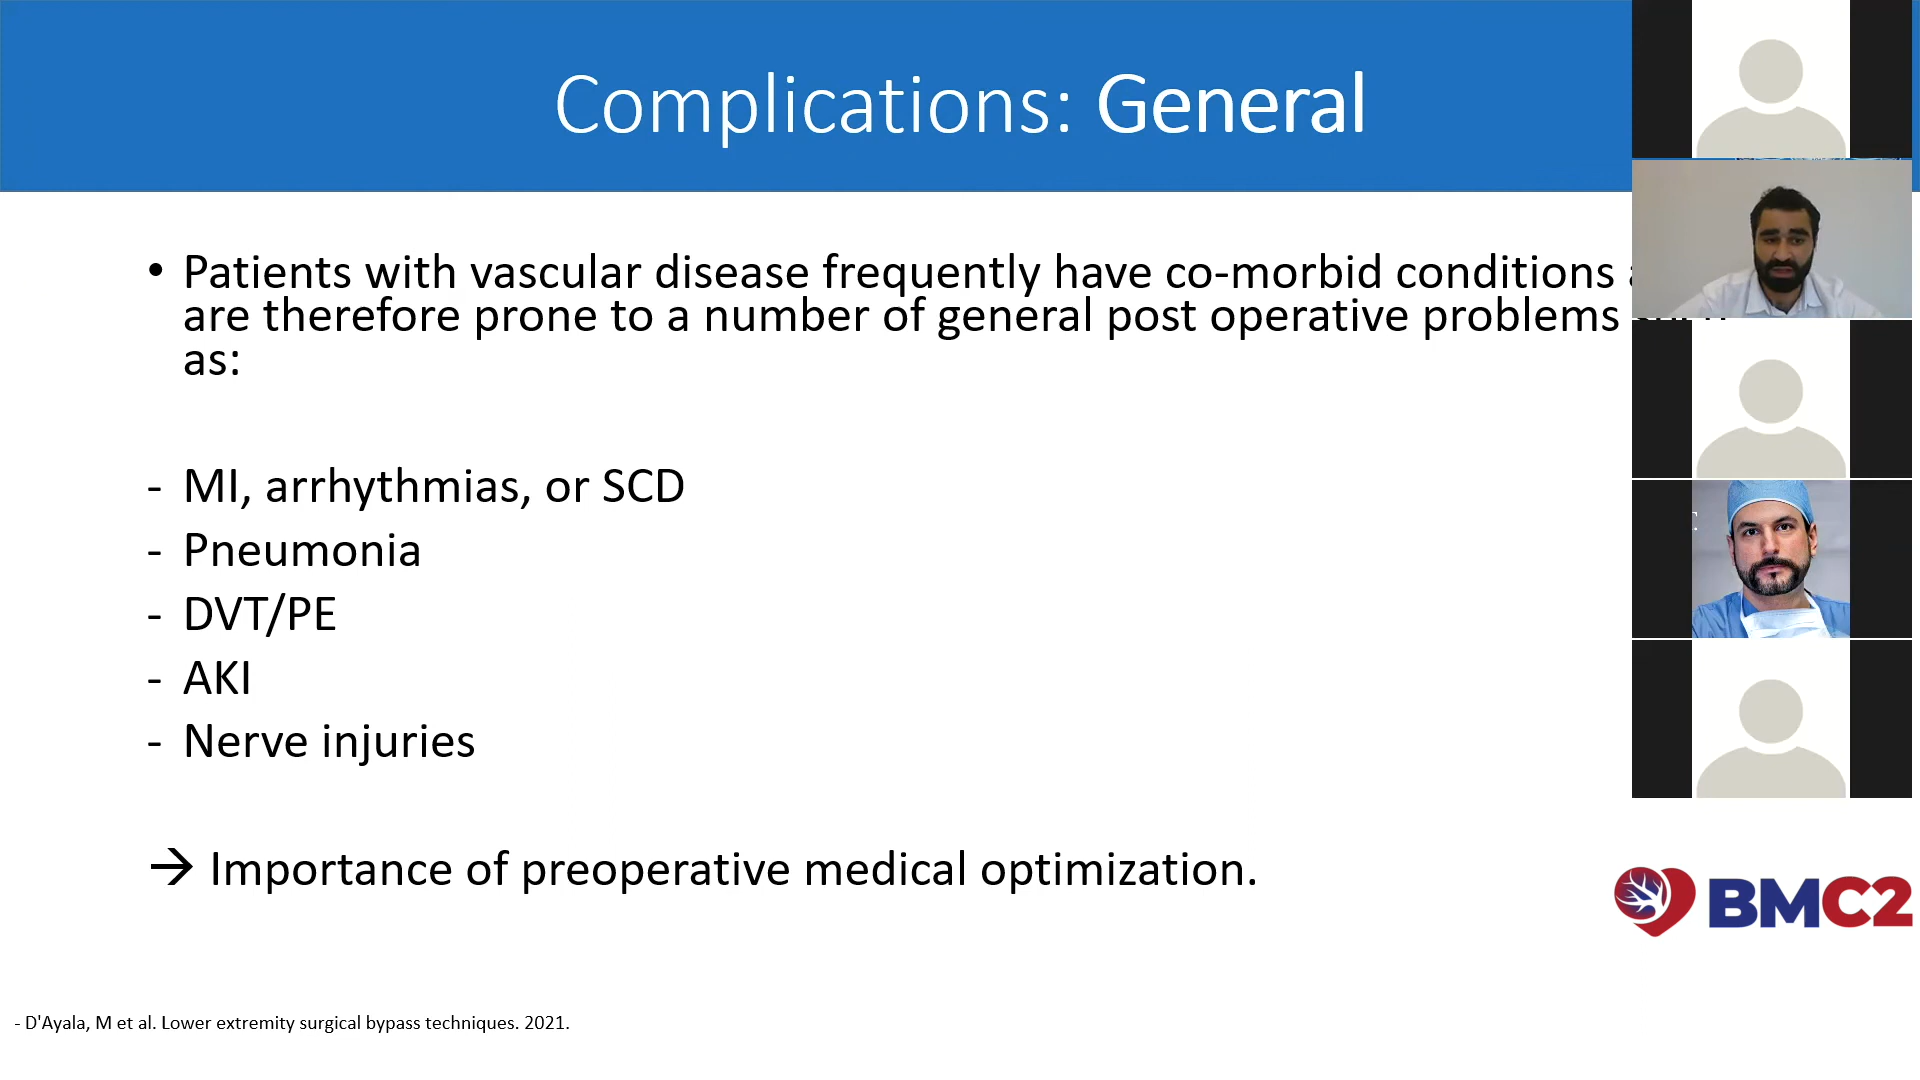 Complications: General
• Patients with vascular disease frequently have co-morbid conditions
are therefore prone to a number of general post operative problems
as:
- MI, arrhythmias, or SCD
- Pneumonia
- DVT/PE
- AKI
- Nerve injuries
→ Importance of preoperative medical optimization.
BMC2
- D'Ayala, M et al. Lower extremity surgical bypass techniques. 2021.